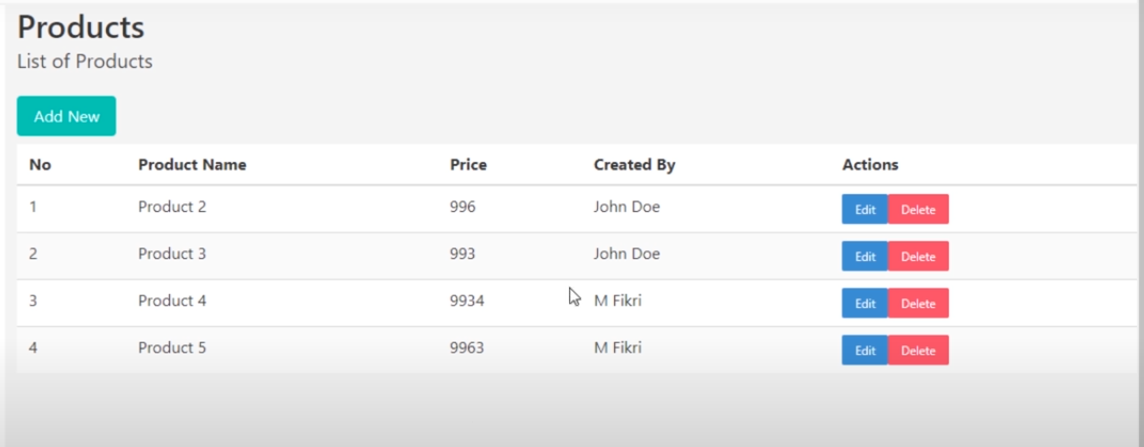 Products
List of Products
Add New
No Product Name Price Created By Actions
1 Product 2 996 John Doe Edit Delete
2 Product 3 993 John Doe Edit Delete
3 Product 4 9934 M Fikri Edit Delete
4 Product 5 9963 M Fikri Edit Delete